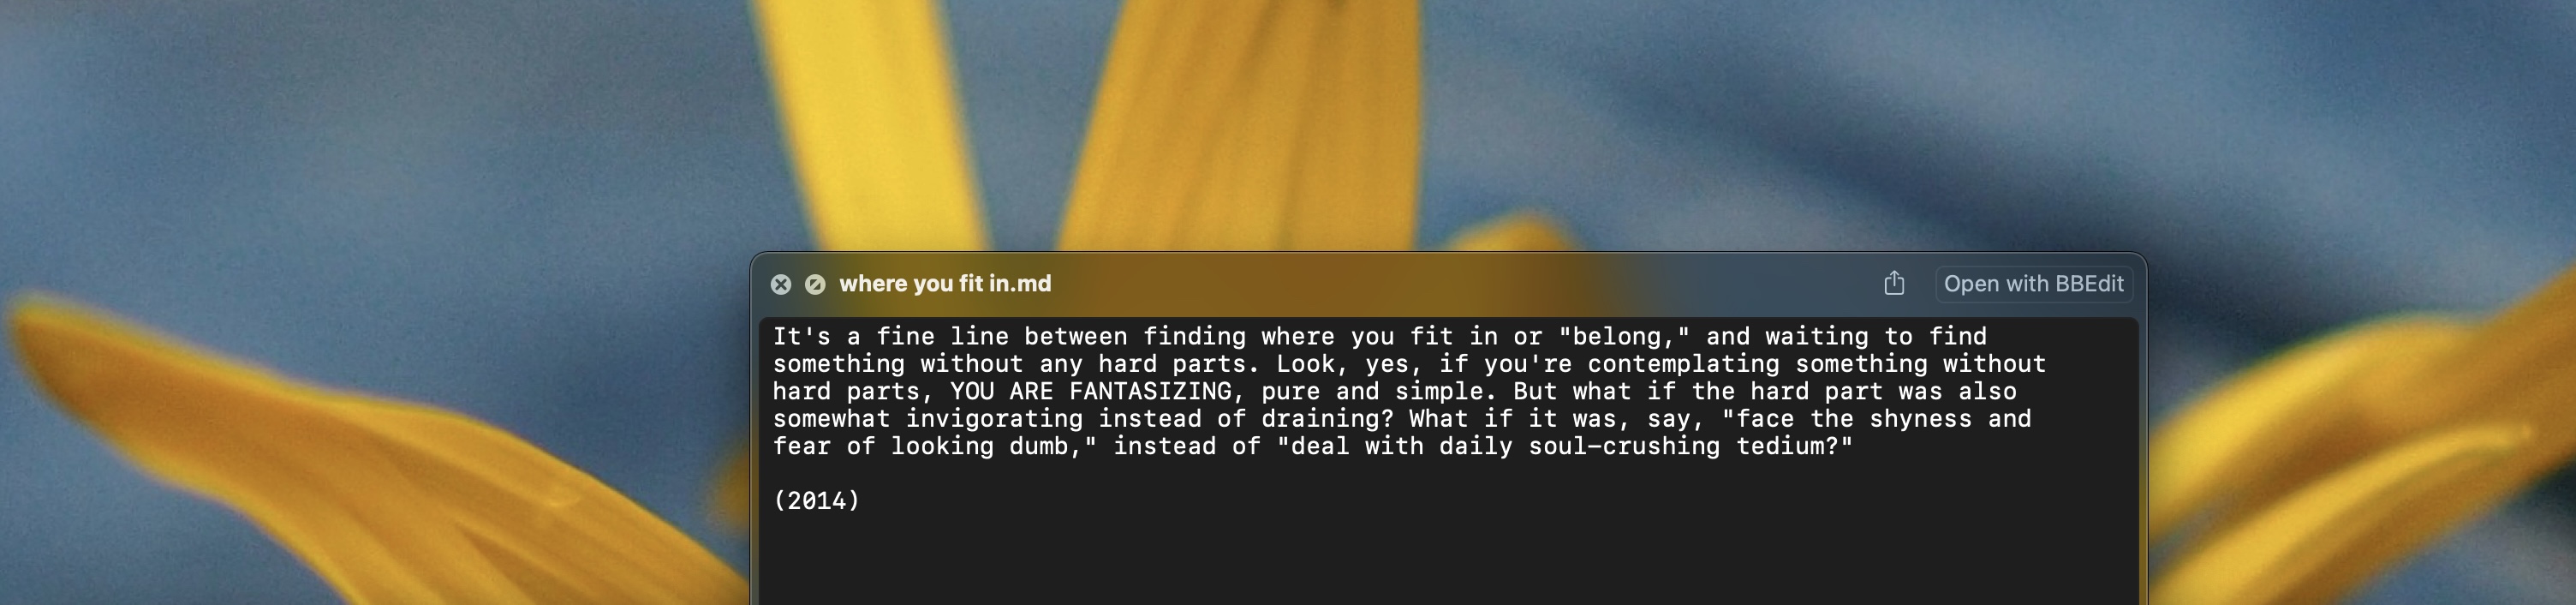 where you fit in.md
Open with BBEdit
It's a fine line between finding where you fit in or "belong," and waiting to find
something without any hard parts. Look, yes, if you're contemplating something without
hard parts, YOU ARE FANTASIZING, pure and simple. But what if the hard part was also
somewhat invigorating instead of draining? What if it was, say, "face the shyness and
fear of looking dumb," instead of "deal with daily soul-crushing tedium?"
(2014)